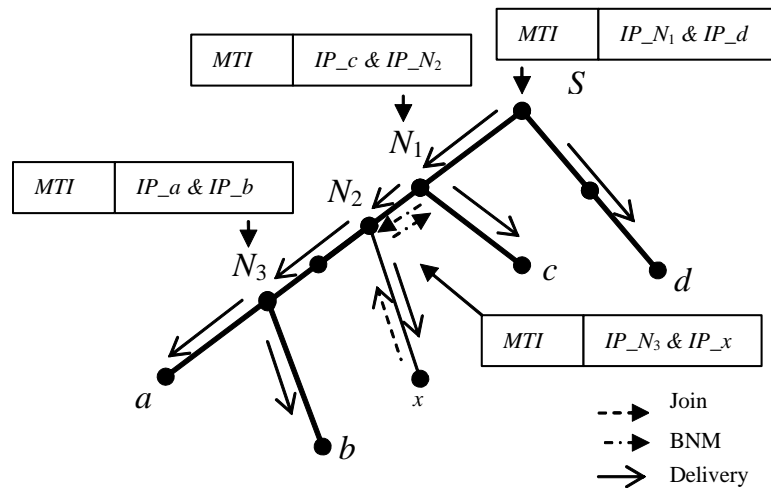 MTI IP_N1 & IP_d
MTI IP_c & IP_N2
S
N1
MTI IP_a & IP_b
N2
N3
c
d
MTI IP_N3 & IP_x
a
x
b
Join
BNM
Delivery